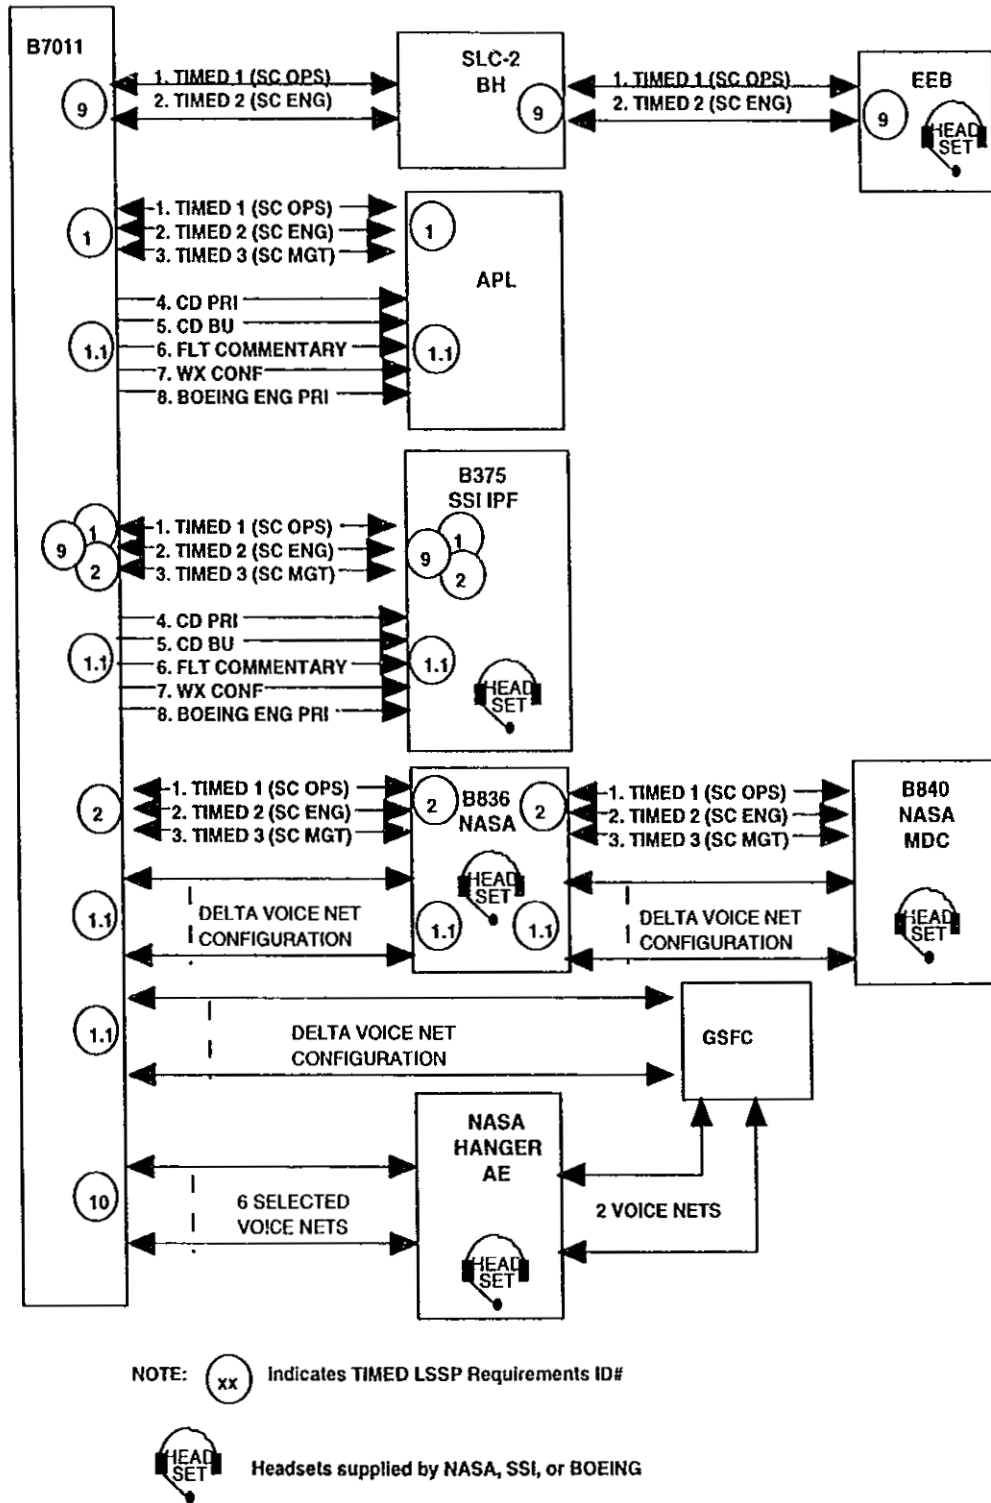 B7011
9
1. TIMED 1 (SC OPS)
2. TIMED 2 (SC ENG)
SLC-2
BH
9
1. TIMED 1 (SC OPS)
2. TIMED 2 (SC ENG)
EEB
9
HEAD
SET
1
1. TIMED 1 (SC OPS)
2. TIMED 2 (SC ENG)
3. TIMED 3 (SC MGT)
1
APL
1.1
4. CD PRI
5. CD BU
6. FLT COMMENTARY
7. WX CONF
8. BOEING ENG PRI
1.1
B375
SSI IPF
1
9
2
1. TIMED 1 (SC OPS)
2. TIMED 2 (SC ENG)
3. TIMED 3 (SC MGT)
1
9
2
1.1
4. CD PRI
5. CD BU
6. FLT COMMENTARY
7. WX CONF
8. BOEING ENG PRI
1.1
HEAD
SET
2
1. TIMED 1 (SC OPS)
2. TIMED 2 (SC ENG)
3. TIMED 3 (SC MGT)
2
B836
NASA
2
HEAD
SET
1.1
1.1
1. TIMED 1 (SC OPS)
2. TIMED 2 (SC ENG)
3. TIMED 3 (SC MGT)
B840
NASA
MDC
HEAD
SET
1.1
DELTA VOICE NET
CONFIGURATION
DELTA VOICE NET
CONFIGURATION
1.1
DELTA VOICE NET
CONFIGURATION
GSFC
10
6 SELECTED
VOICE NETS
NASA
HANGER
AE
HEAD
SET
2 VOICE NETS
NOTE: xx Indicates TIMED LSSP Requirements ID#
HEAD
SET
Headsets supplied by NASA, SSI, or BOEING